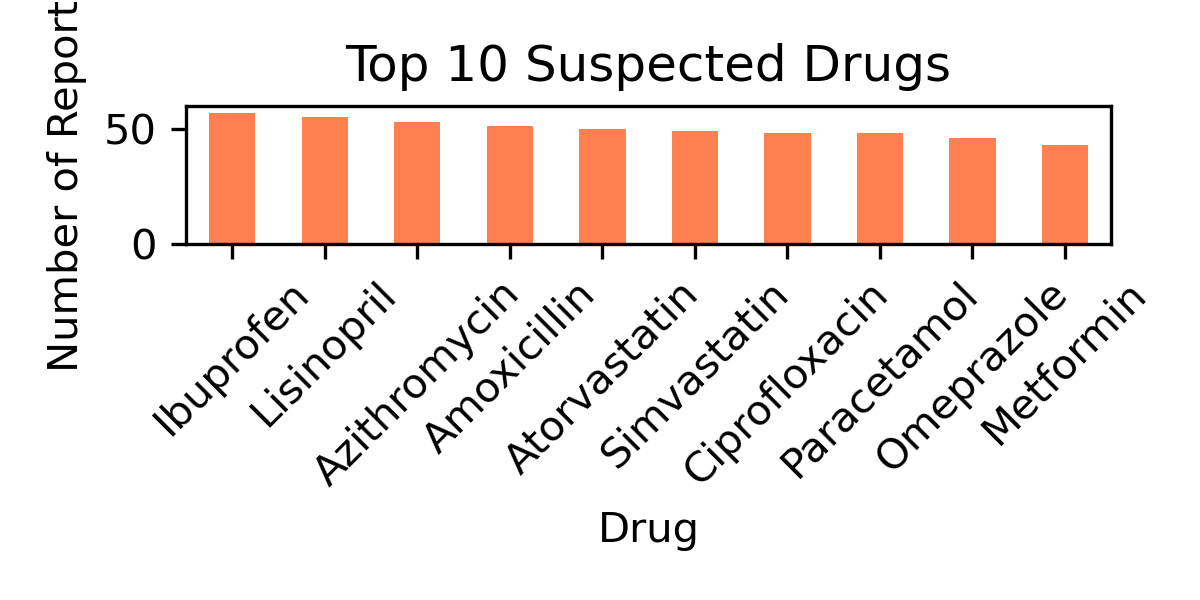 Top 10 Suspected Drugs
Number of Report
50
0
Ibuprofen
Lisinopril
Azithromycin
Amoxicillin
Atorvastatin
Simvastatin
Ciprofloxacin
Paracetamol
Omeprazole
Metformin
Drug